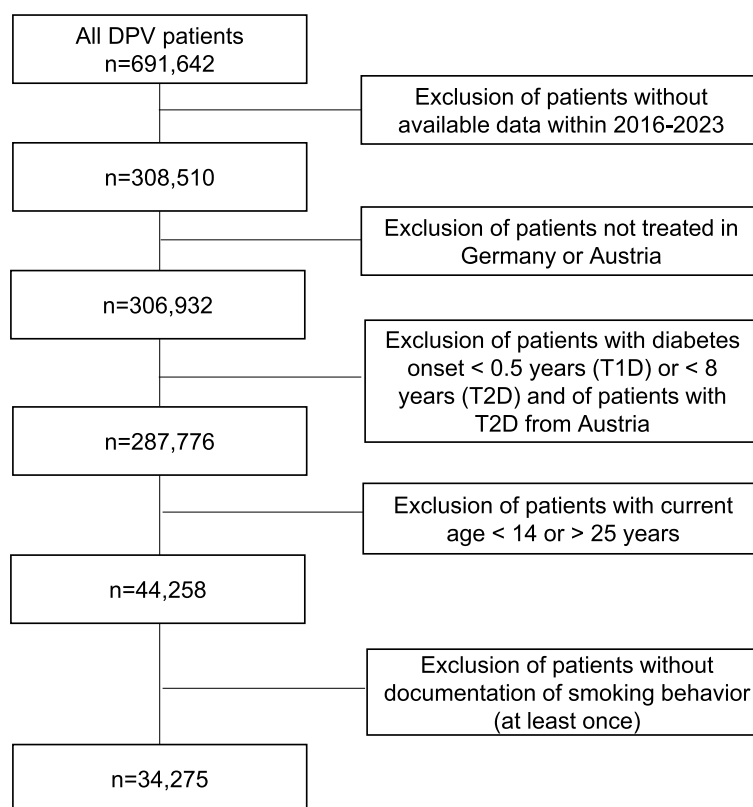 All DPV patients
n=691,642
Exclusion of patients without
available data within 2016-2023
n=308,510
Exclusion of patients not treated in
Germany or Austria
n=306,932
Exclusion of patients with diabetes
onset < 0.5 years (T1D) or < 8
years (T2D) and of patients with
T2D from Austria
n=287,776
Exclusion of patients with current
age < 14 or > 25 years
n=44,258
Exclusion of patients without
documentation of smoking behavior
(at least once)
n=34,275